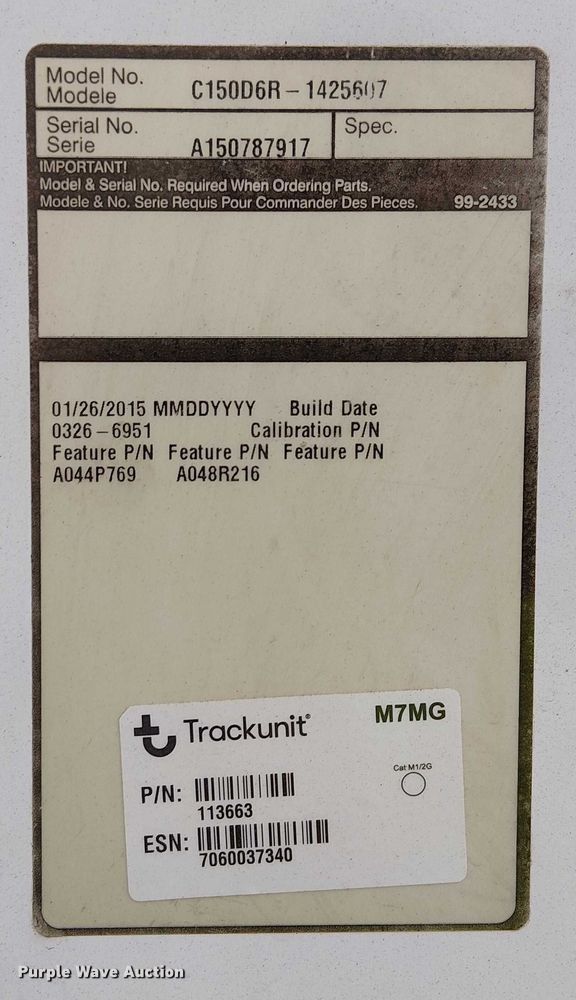 Model No.
Modele
C150D6R – 1425607
Serial No.
Serie
A150787917
Spec.
IMPORTANT!
Model & Serial No. Required When Ordering Parts.
Modele & No. Serie Requis Pour Commander Des Pieces. 99-2433
01/26/2015 MMDDYYYY Build Date
0326–6951 Calibration P/N
Feature P/N Feature P/N Feature P/N
A044P769 A048R216
Trackunit®
M7MG
Cat M1/2G
P/N:
113663
ESN:
7060037340
Purple Wave Auction